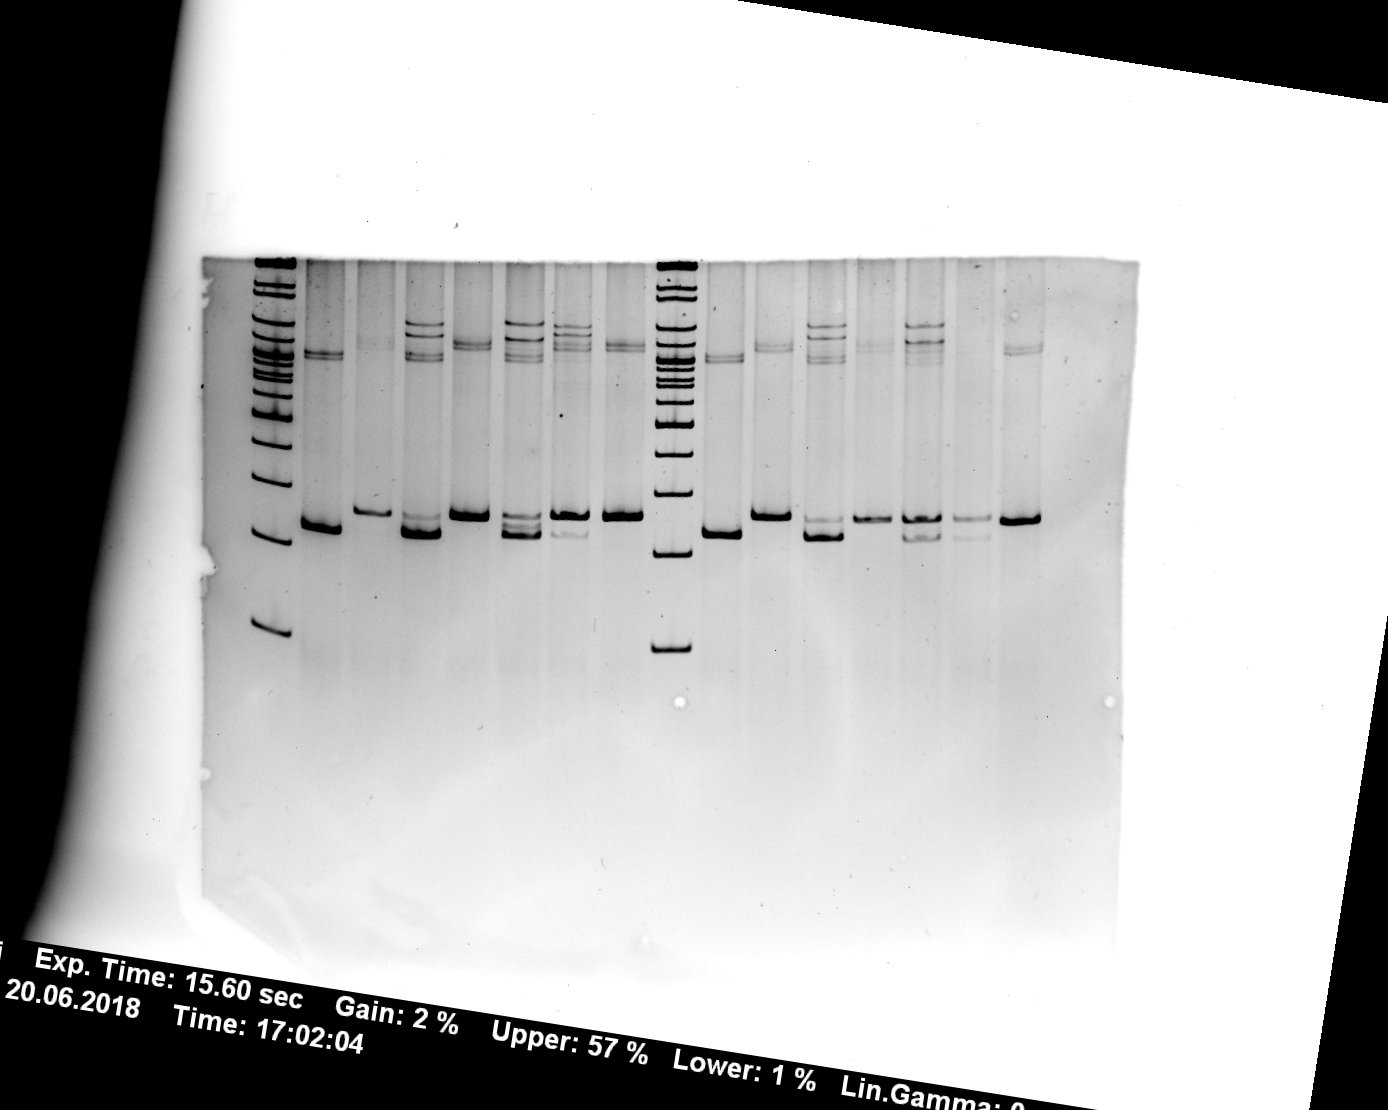 Exp. Time: 15.60 sec Gain: 2 % Upper: 57 % Lower: 1 % Lin.Gamma:
20.06.2018 Time: 17:02:04